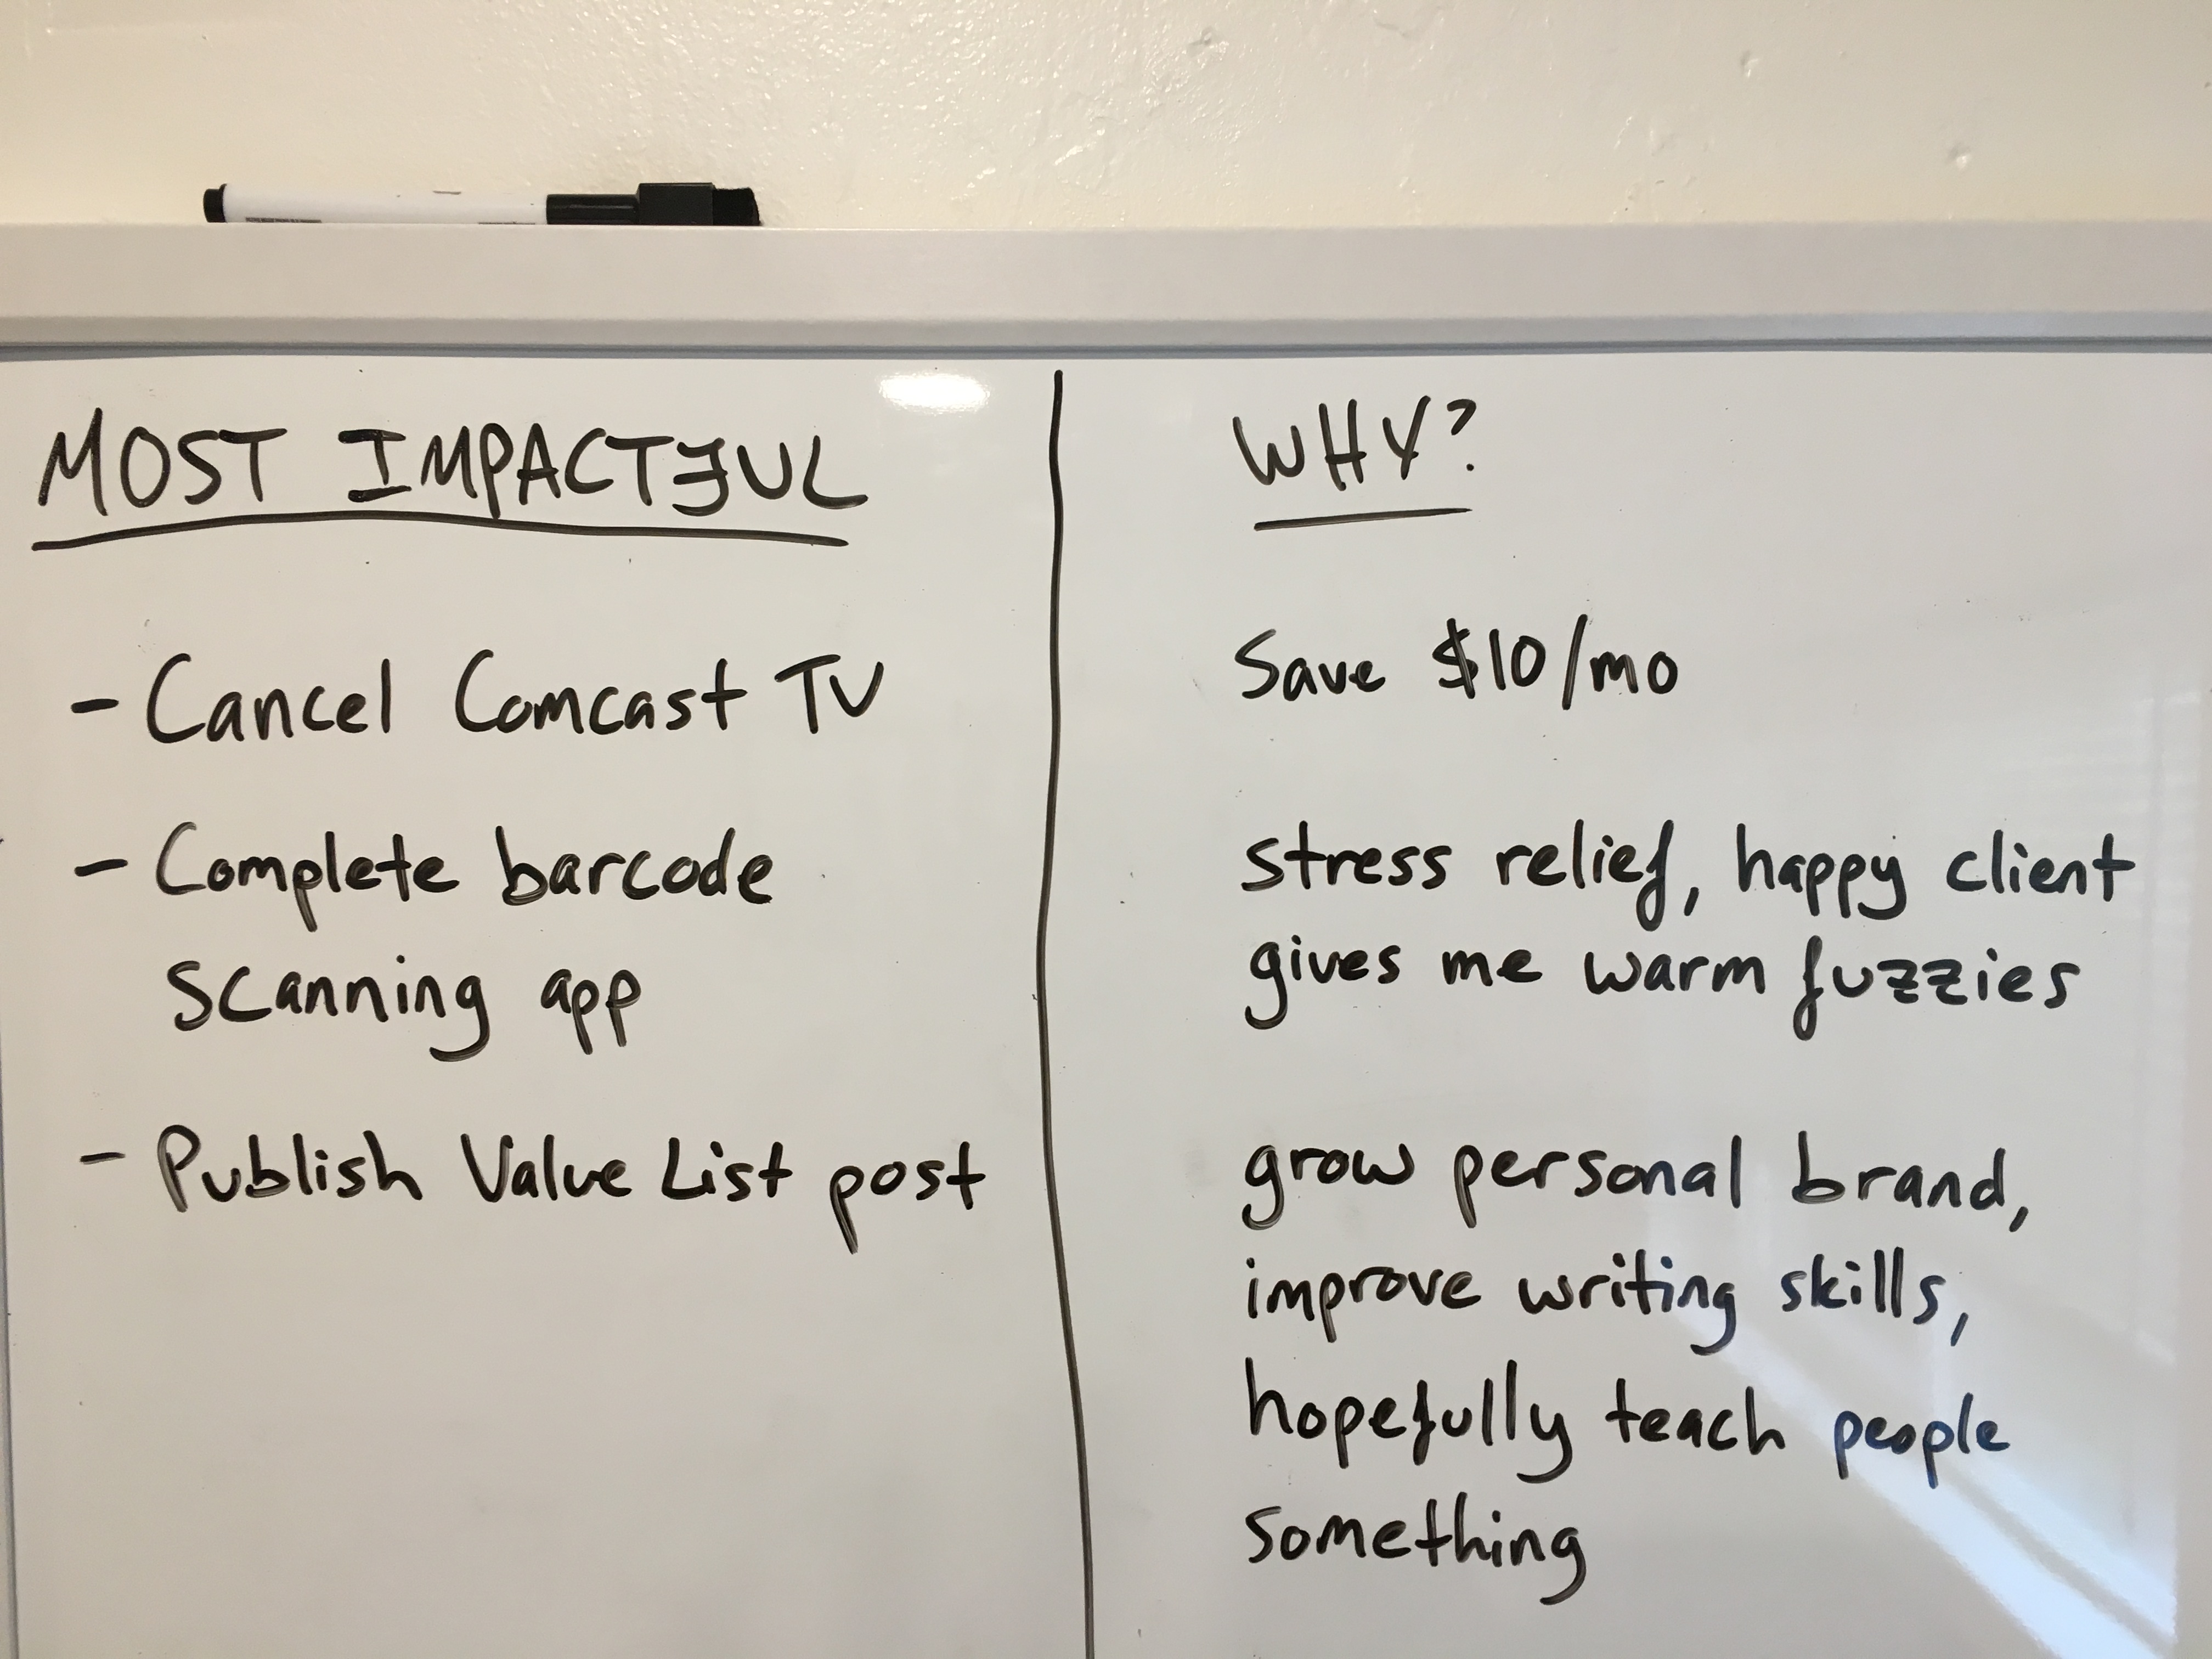 MOST IMPACTFUL
- Cancel Comcast TV
- Complete barcode
scanning app
- Publish Value List post
WHY?
Save $10/mo
stress relief, happy client
gives me warm fuzzies
grow personal brand,
improve writing skills,
hopefully teach people
something